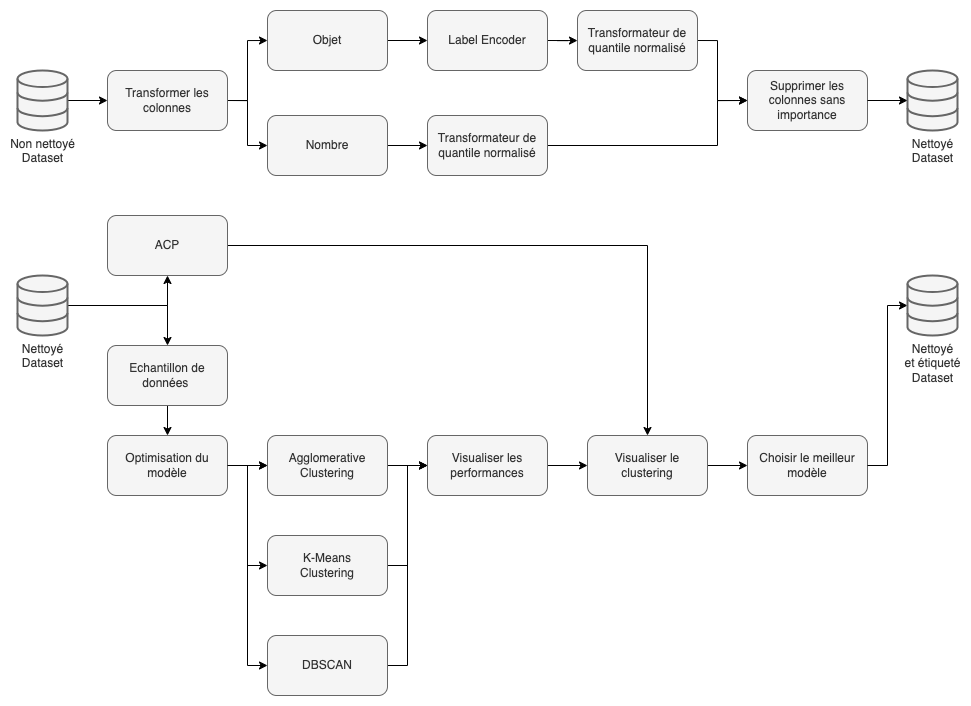 Objet
Label Encoder
Transformateur de
quantile normalisé
Non nettoyé
Dataset
Transformer les
colonnes
Nombre
Transformateur de
quantile normalisé
Supprimer les
colonnes sans
importance
Nettoyé
Dataset
ACP
Nettoyé
Dataset
Echantillon de
données
Optimisation du
modèle
Agglomerative
Clustering
K-Means
Clustering
DBSCAN
Visualiser les
performances
Visualiser le
clustering
Choisir le meilleur
modèle
Nettoyé
et étiqueté
Dataset